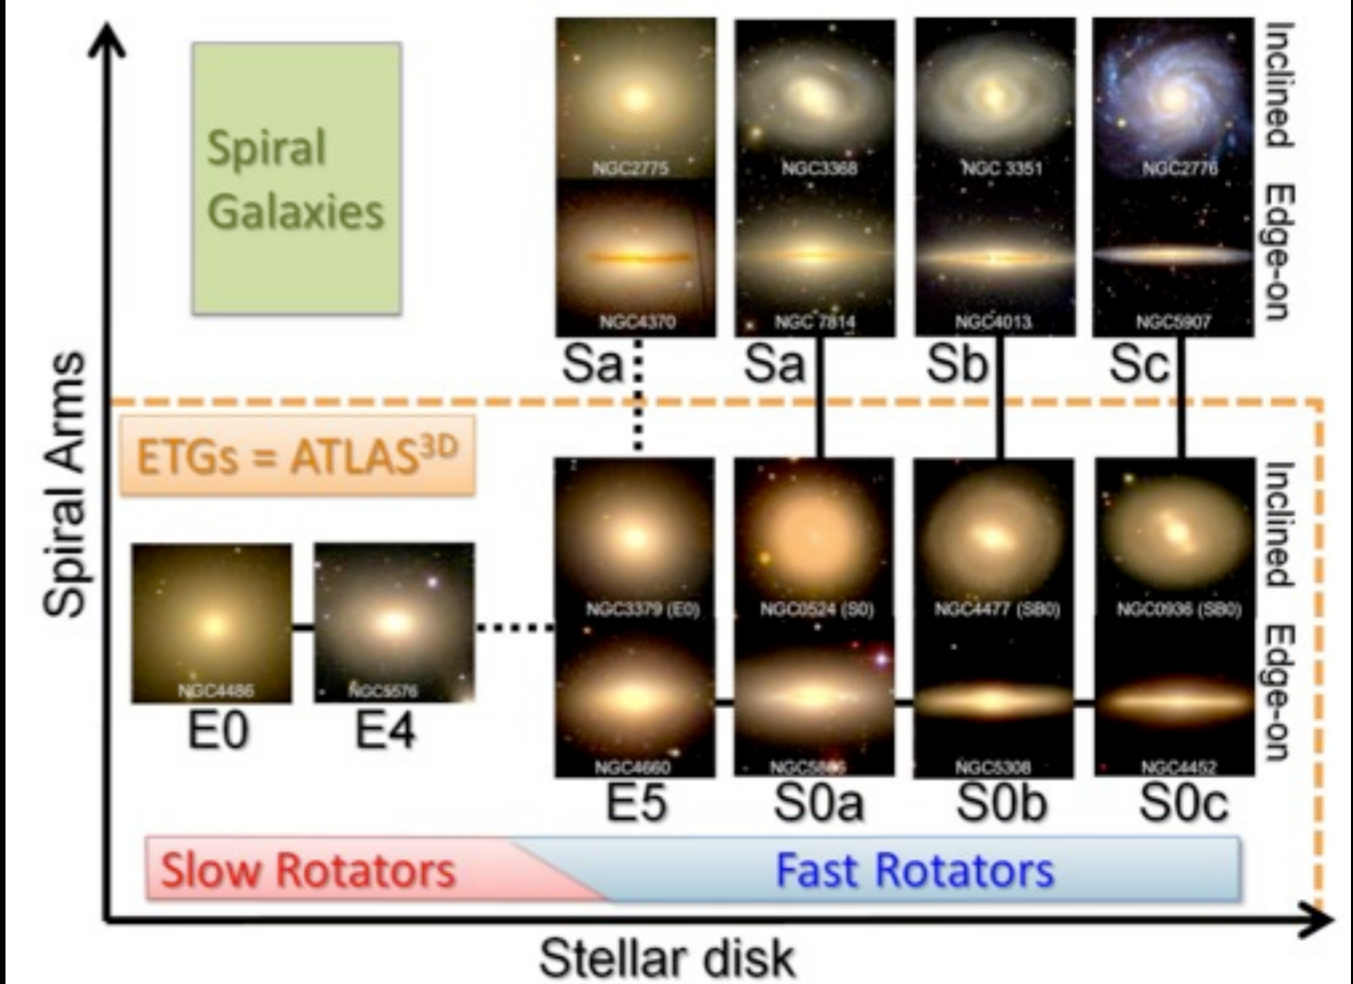 Spiral Arms
Spiral
Galaxies
NGC2775
NGC3368
NGC 3351
NGC2776
Inclined
NGC4370
NGC 7814
NGC4013
NGC5907
Edge-on
Sa
Sa
Sb
Sc
ETGs = ATLAS3D
NGC3379 (E0)
NGC0524 (S0)
NGC4477 (SB0)
NGC0936 (SB0)
Inclined
NGC4486
NGC5576
E0
E4
NGC4660
NGC5308
NGC4452
Edge-on
E5
S0a
S0b
S0c
Slow Rotators
Fast Rotators
Stellar disk